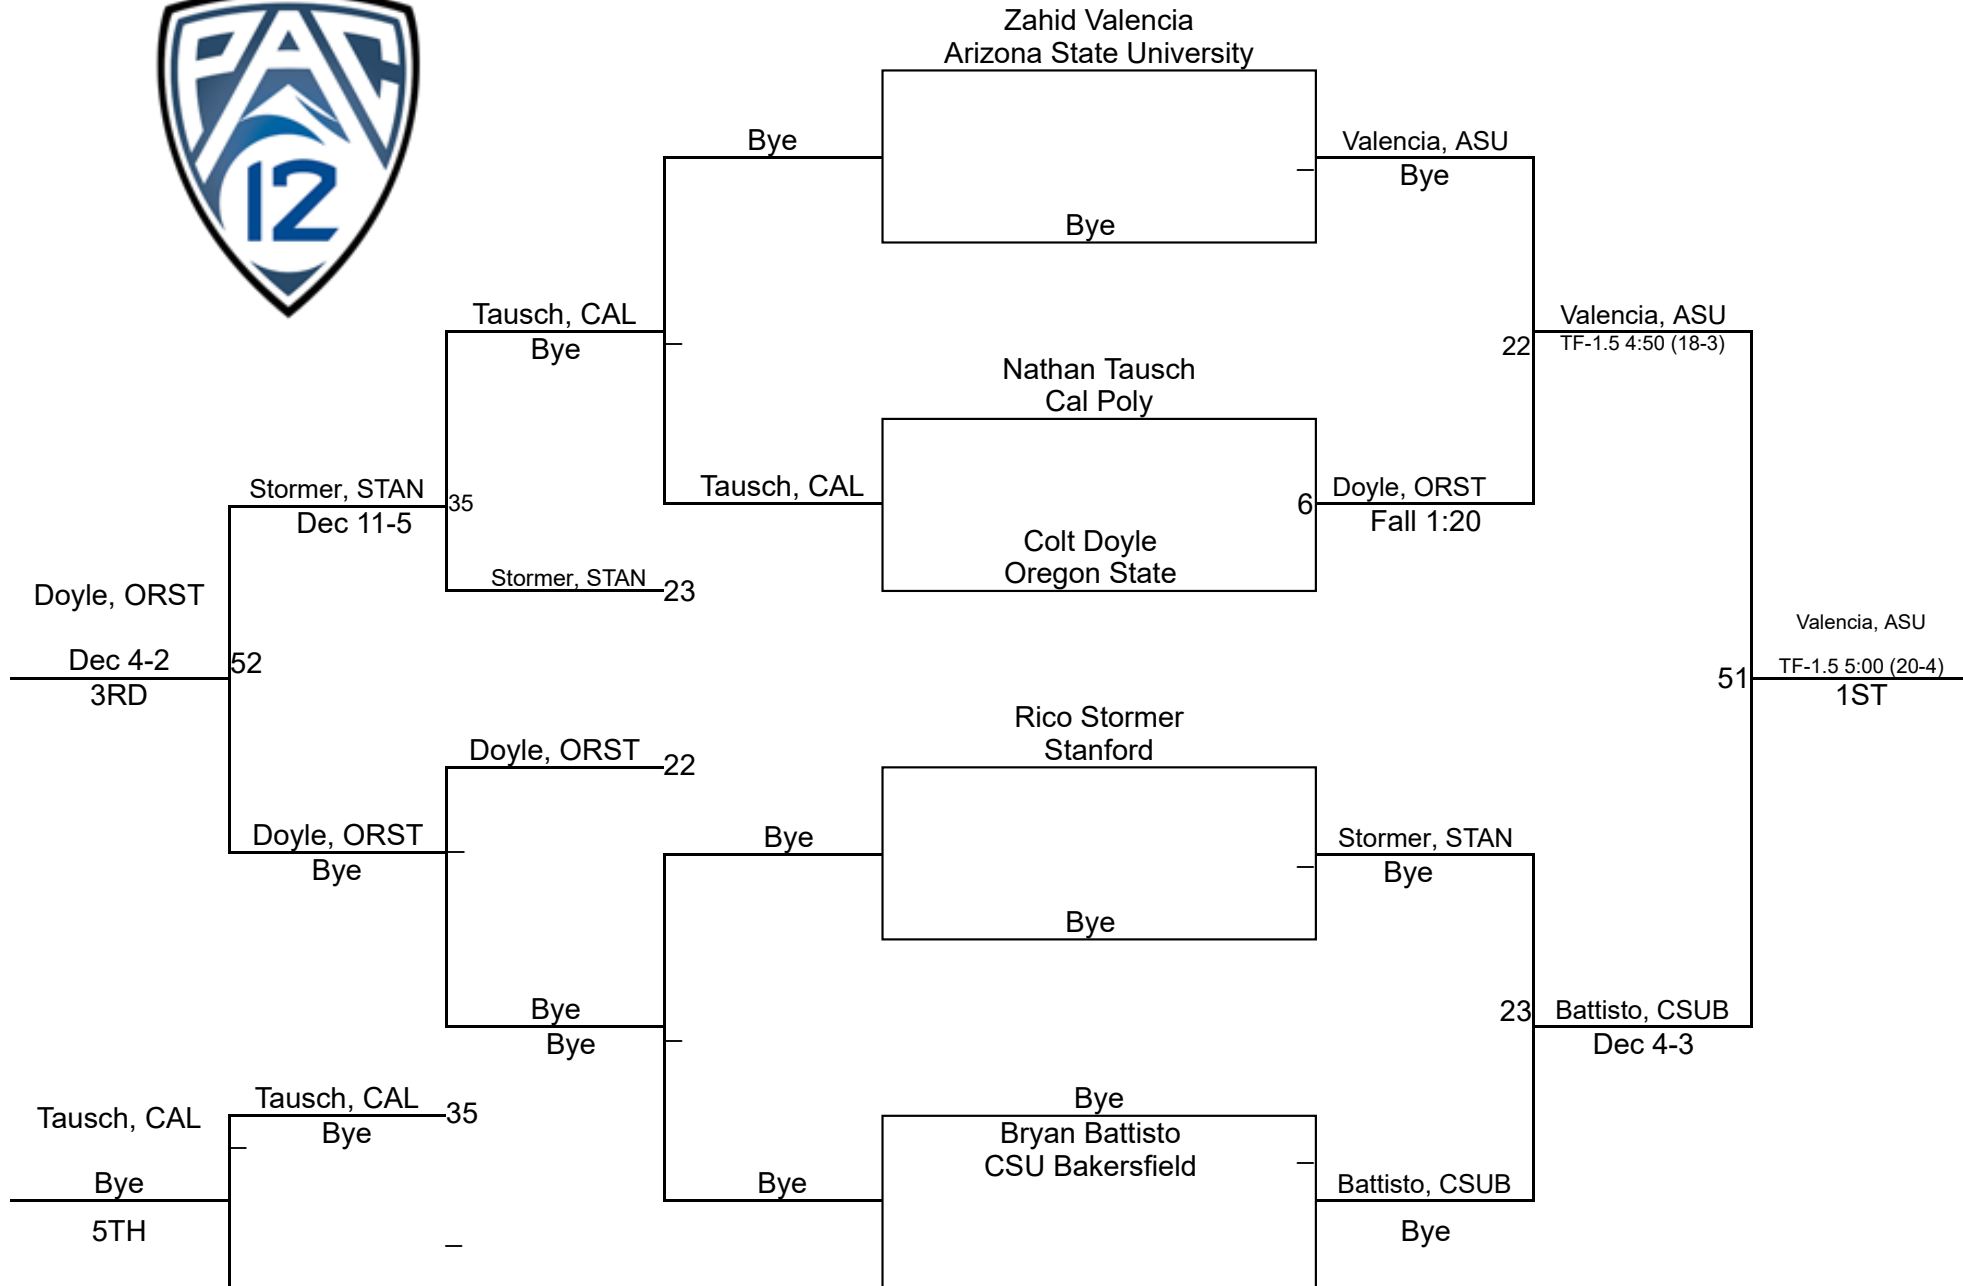 PAC
12
Zahid Valencia
Arizona State University
Bye
Valencia, ASU
Bye
Bye
Tausch, CAL
Bye
Valencia, ASU
22
TF-1.5 4:50 (18-3)
Nathan Tausch
Cal Poly
Stormer, STAN
35
Dec 11-5
Tausch, CAL
6
Doyle, ORST
Fall 1:20
Colt Doyle
Oregon State
Stormer, STAN
23
Doyle, ORST
Dec 4-2
52
3RD
Valencia, ASU
51
TF-1.5 5:00 (20-4)
1ST
Rico Stormer
Stanford
Doyle, ORST
22
Doyle, ORST
Bye
Bye
Stormer, STAN
Bye
Bye
Bye
Bye
23
Battisto, CSUB
Dec 4-3
Tausch, CAL
Tausch, CAL
35
Bye
Bye
Bryan Battisto
CSU Bakersfield
Bye
5TH
Bye
Battisto, CSUB
Bye